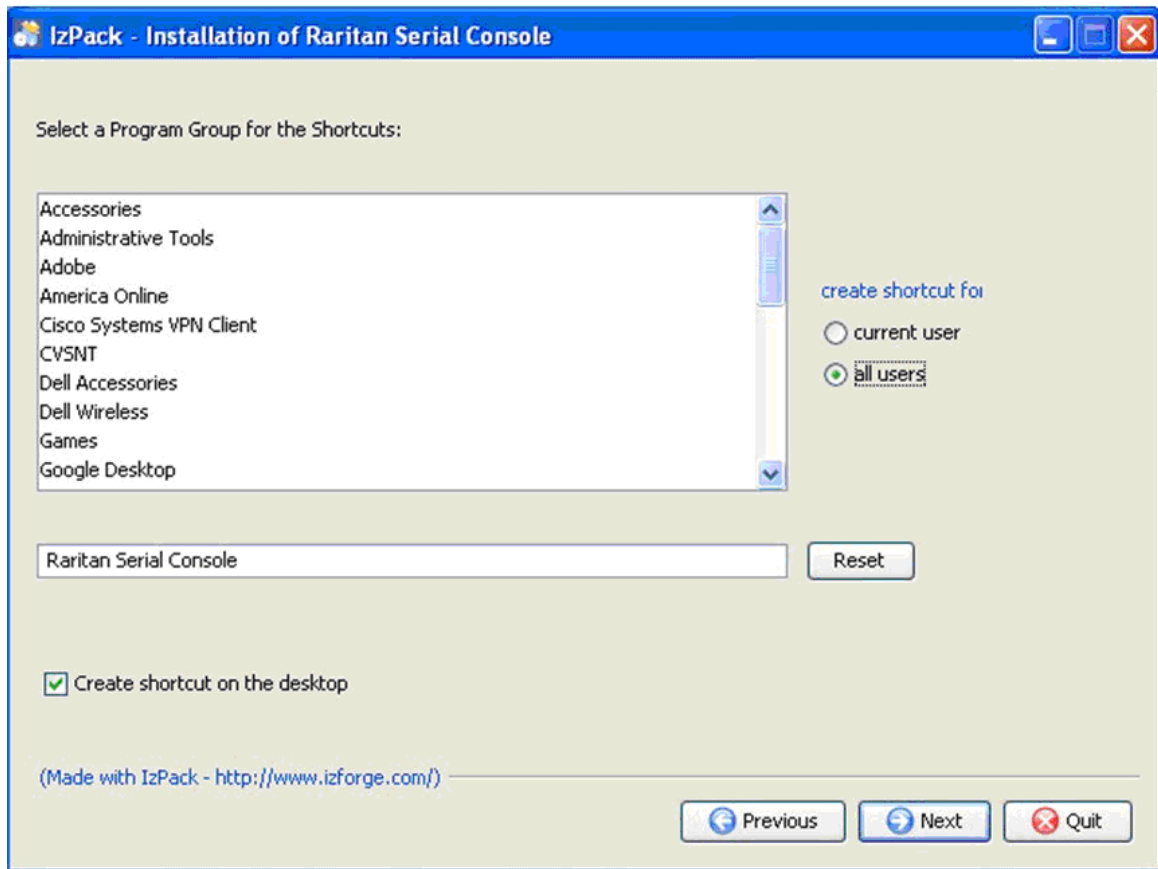 IzPack - Installation of Raritan Serial Console
Select a Program Group for the Shortcuts:
Accessories
Administrative Tools
Adobe
America Online
Cisco Systems VPN Client
CVSNT
Dell Accessories
Dell Wireless
Games
Google Desktop
create shortcut for
current user
all users
Raritan Serial Console
Reset
Create shortcut on the desktop
(Made with IzPack - http://www.izforge.com/)
Previous
Next
Quit